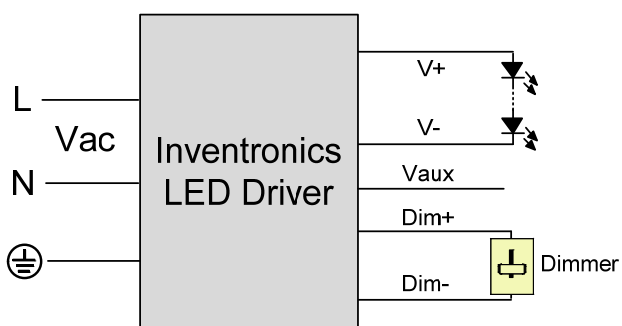 L
Vac
N
Inventronics
LED Driver
V+
V-
Vaux
Dim+
Dim-
Dimmer